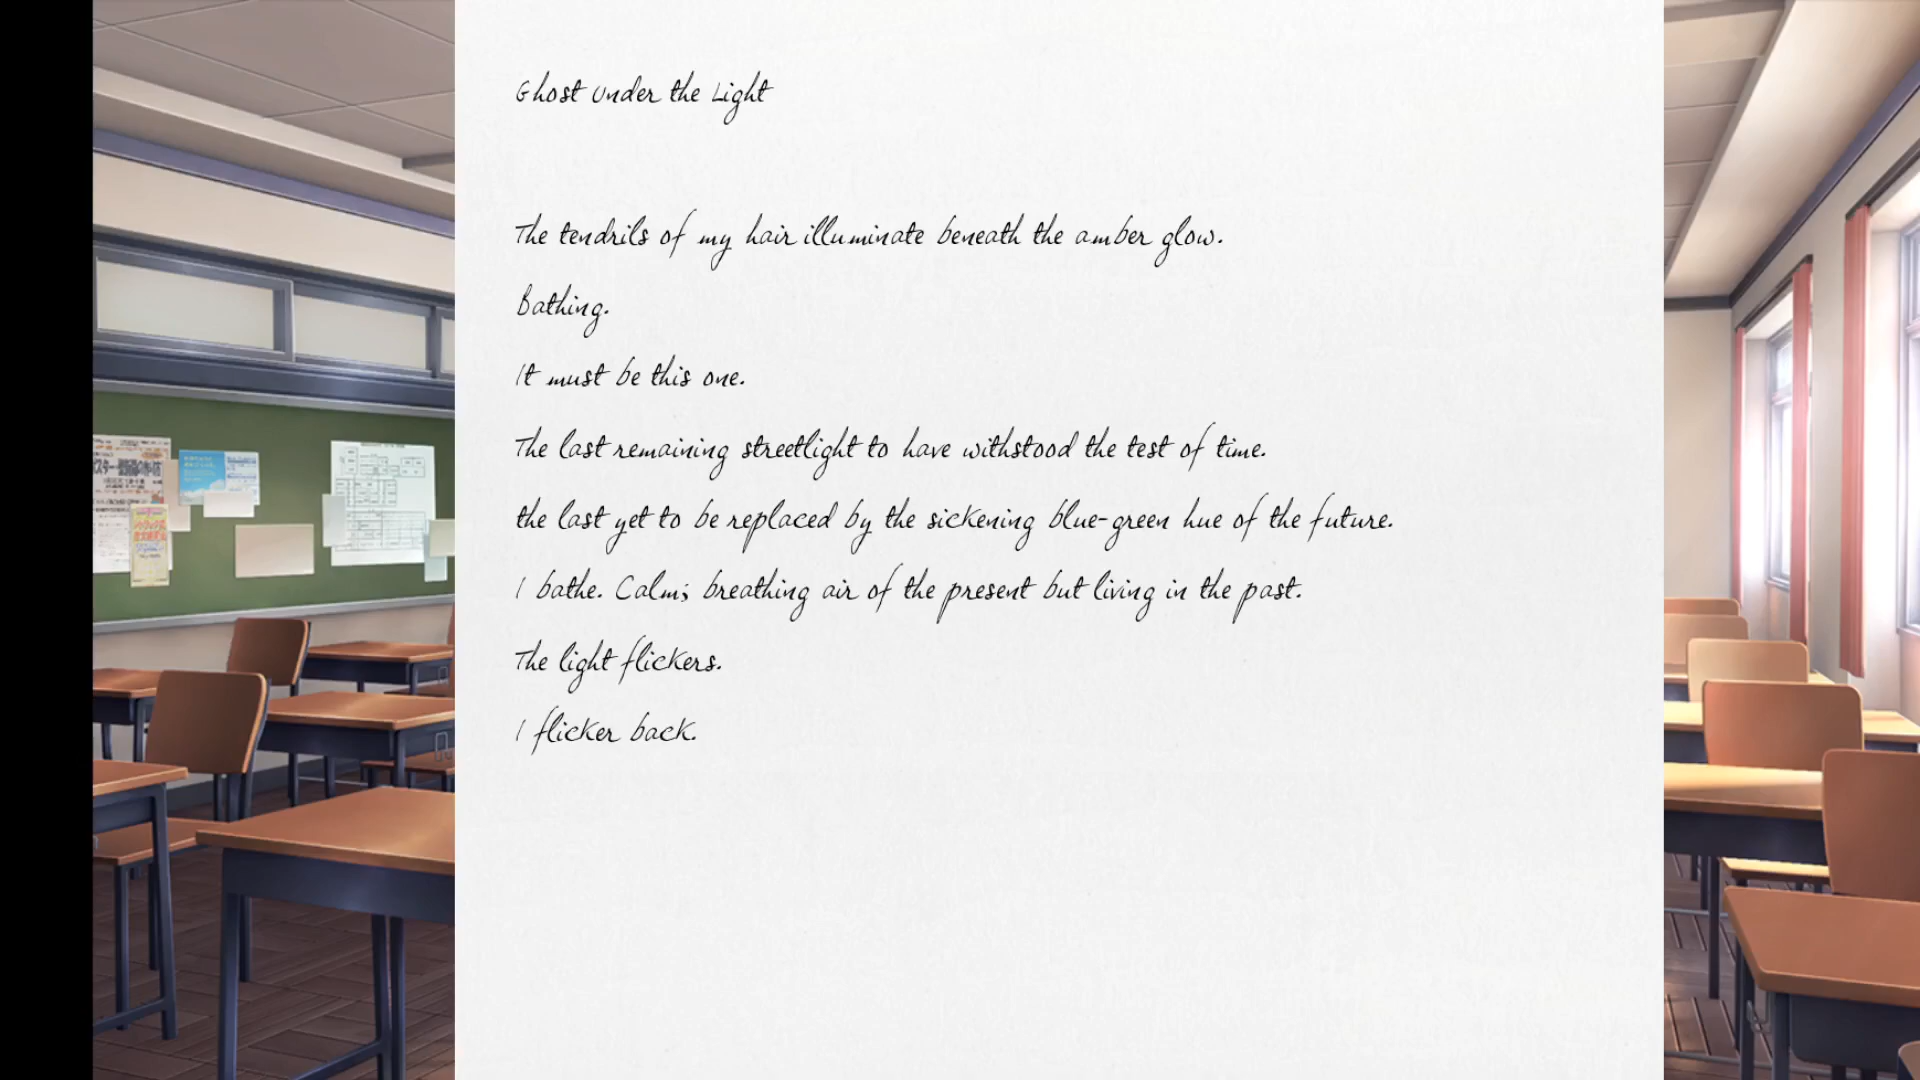 Ghost Under the Light
The tendrils of my hair illuminate beneath the amber glow.
Bathing.
It must be this one.
The last remaining streetlight to have withstood the test of time.
the last yet to be replaced by the sickening blue-green hue of the future.
I bathe. Calm; breathing air of the present but living in the past.
The light flickers.
I flicker back.